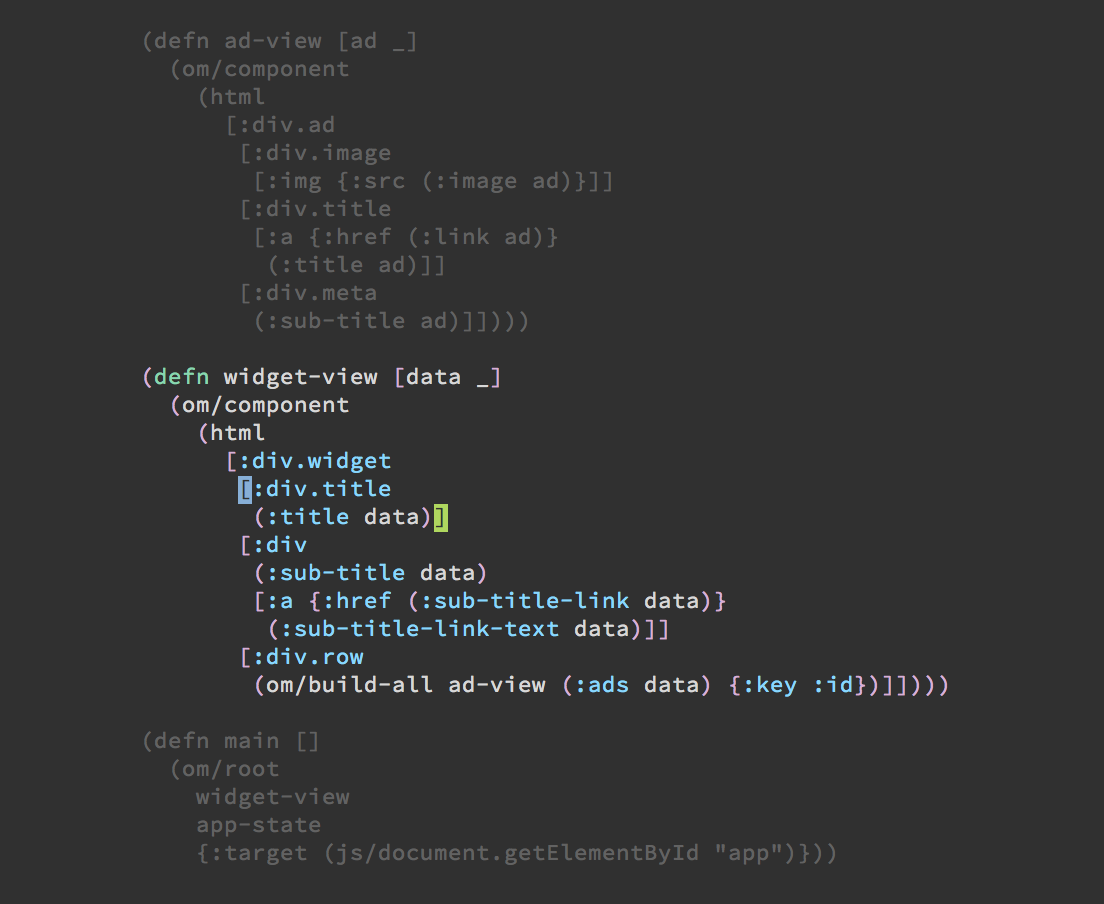 (defn ad-view [ad _]
  (om/component
    (html
      [:div.ad
       [:div.image
        [:img {:src (:image ad)}]]
       [:div.title
        [:a {:href (:link ad)}
         (:title ad)]]
       [:div.meta
        (:sub-title ad)]])))
(defn widget-view [data _]
  (om/component
    (html
      [:div.widget
       [:div.title
        (:title data)]
       [:div
        (:sub-title data)
        [:a {:href (:sub-title-link data)}
         (:sub-title-link-text data)]]
       [:div.row
        (om/build-all ad-view (:ads data) {:key :id})]])))
(defn main []
  (om/root
    widget-view
    app-state
    {:target (js/document.getElementById "app")}))